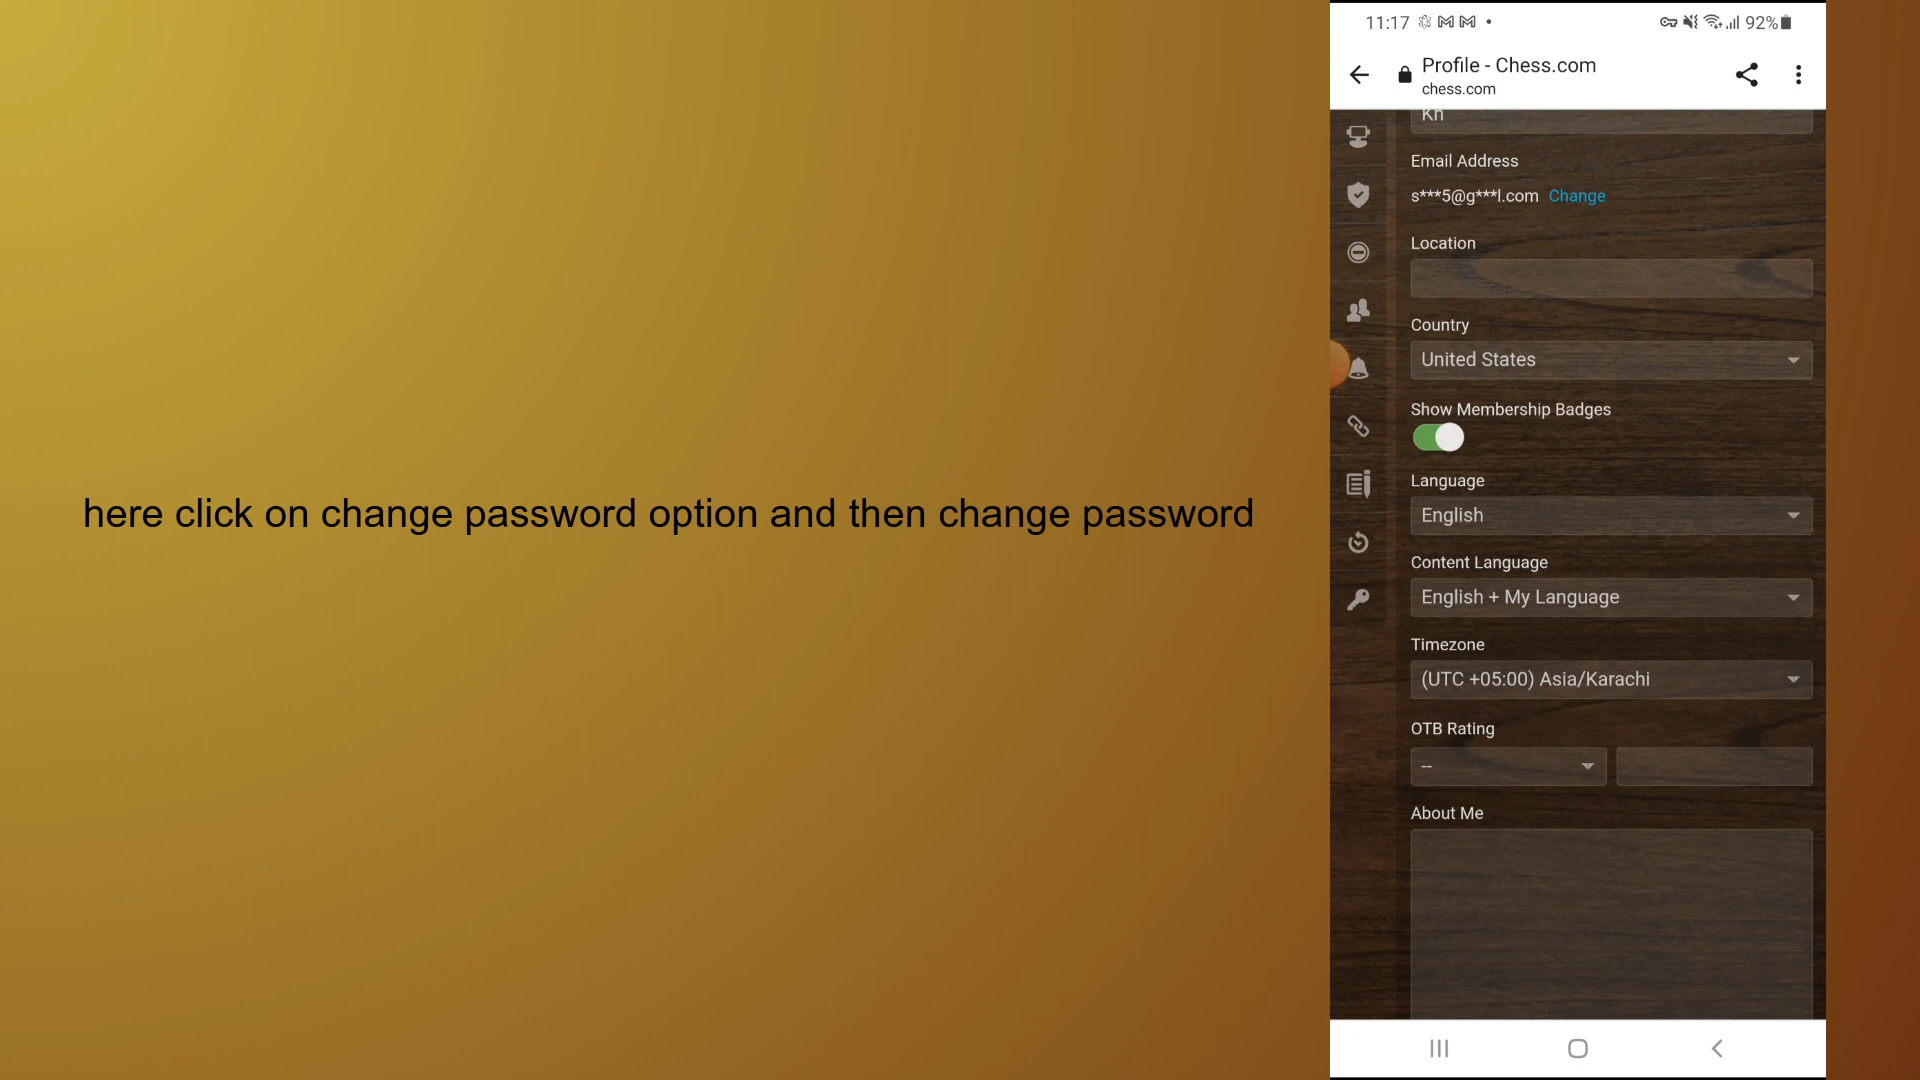 here click on change password option and then change password
11:17
92%
Profile - Chess.com
chess.com
Kh
Email Address
s***5@g***l.com Change
Location
Country
United States
Show Membership Badges
Language
English
Content Language
English + My Language
Timezone
(UTC +05:00) Asia/Karachi
OTB Rating
--
About Me